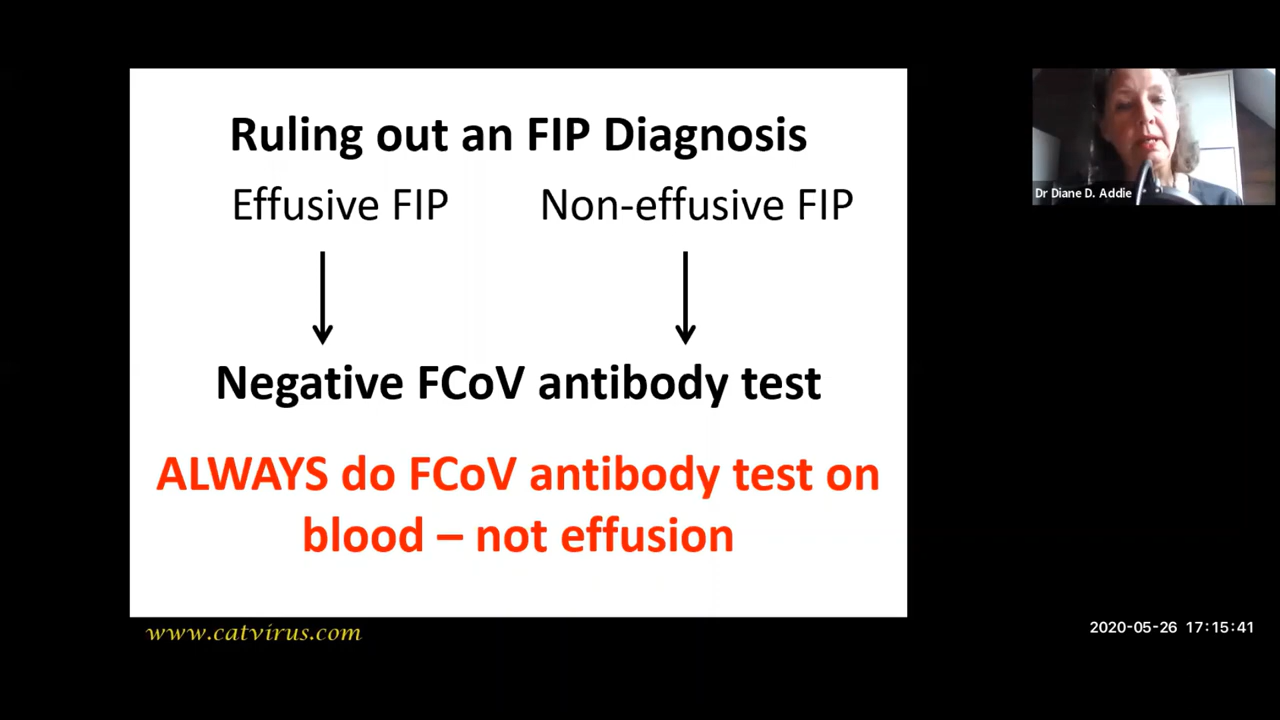 Ruling out an FIP Diagnosis
Effusive FIP
Non-effusive FIP
Negative FCoV antibody test
ALWAYS do FCoV antibody test on
blood – not effusion
www.catvirus.com
Dr Diane D. Addie
2020-05-26 17:15:41